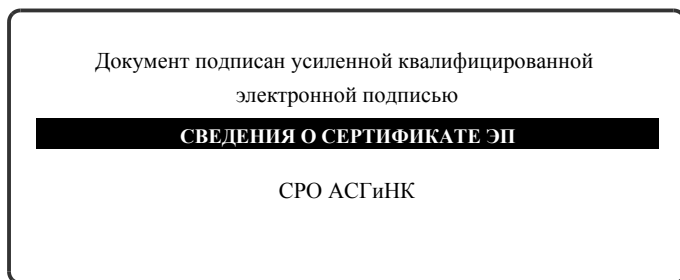 Документ подписан усиленной квалифицированной
электронной подписью
СВЕДЕНИЯ О СЕРТИФИКАТЕ ЭП
СРО АСГиНК